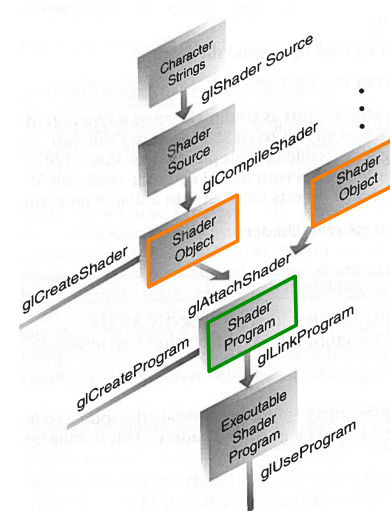 Character
Strings
glShader Source
Shader
Source
glCompileShader
Shader
Object
Shader
Object
glCreateShader
glAttachShader
Shader
Program
glCreateProgram
glLinkProgram
Executable
Shader
Program
glUseProgram